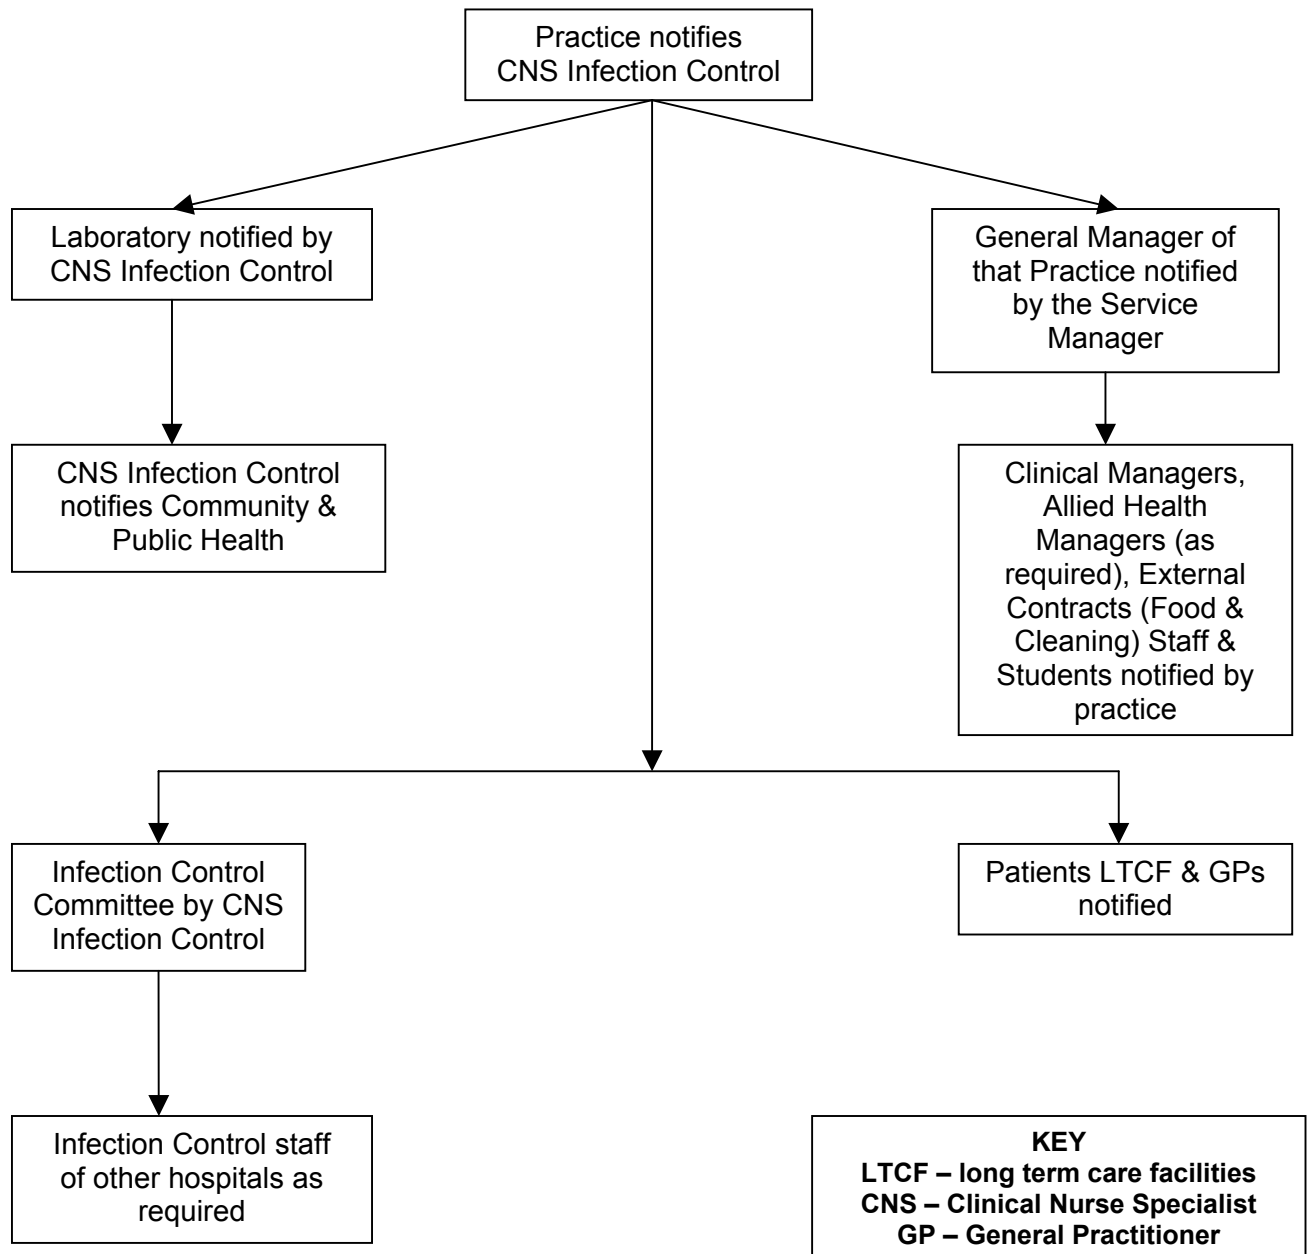 Practice notifies
CNS Infection Control
Laboratory notified by
CNS Infection Control
General Manager of
that Practice notified
by the Service
Manager
CNS Infection Control
notifies Community &
Public Health
Clinical Managers,
Allied Health
Managers (as
required), External
Contracts (Food &
Cleaning) Staff &
Students notified by
practice
Infection Control
Committee by CNS
Infection Control
Patients LTCF & GPs
notified
Infection Control staff
of other hospitals as
required
KEY
LTCF – long term care facilities
CNS – Clinical Nurse Specialist
GP – General Practitioner